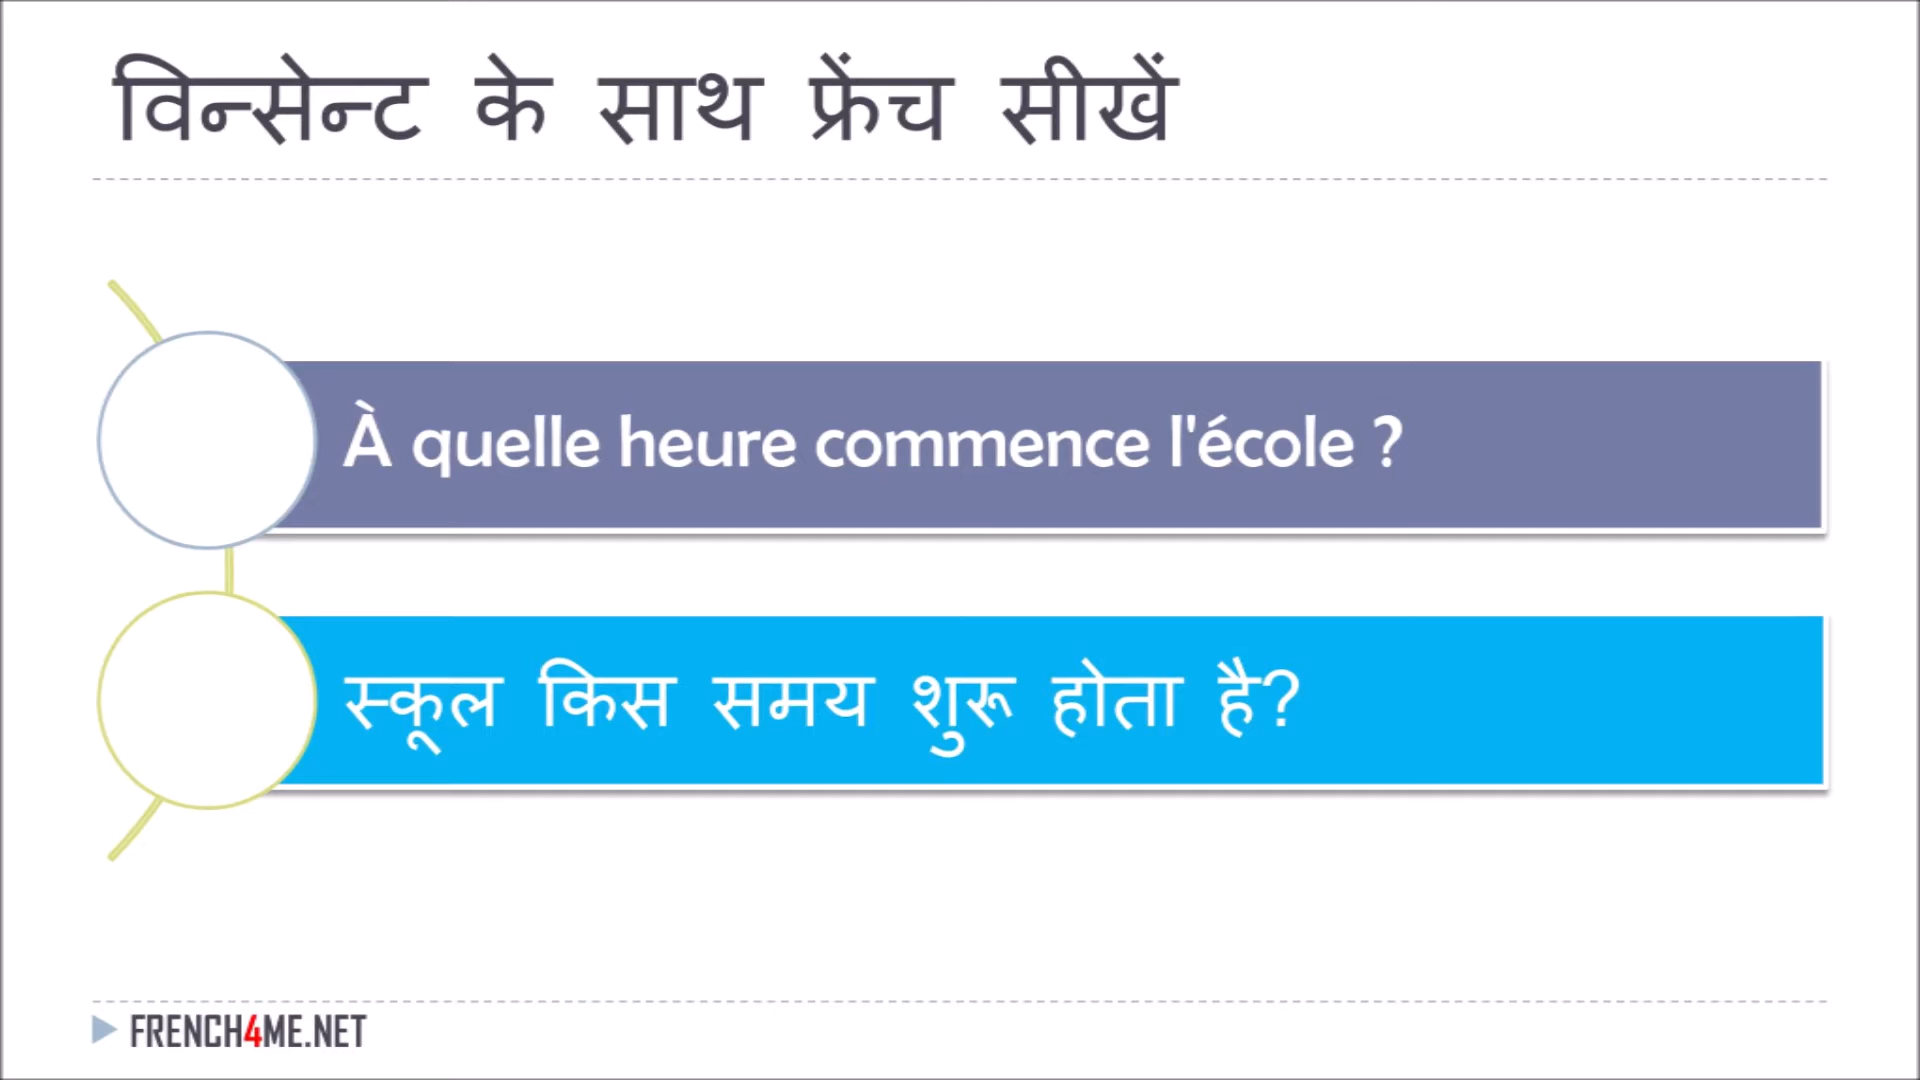 विन्सेन्ट के साथ फ्रेंच सीखें
À quelle heure commence l'école ?
स्कूल किस समय शुरू होता है?
FRENCH4ME.NET